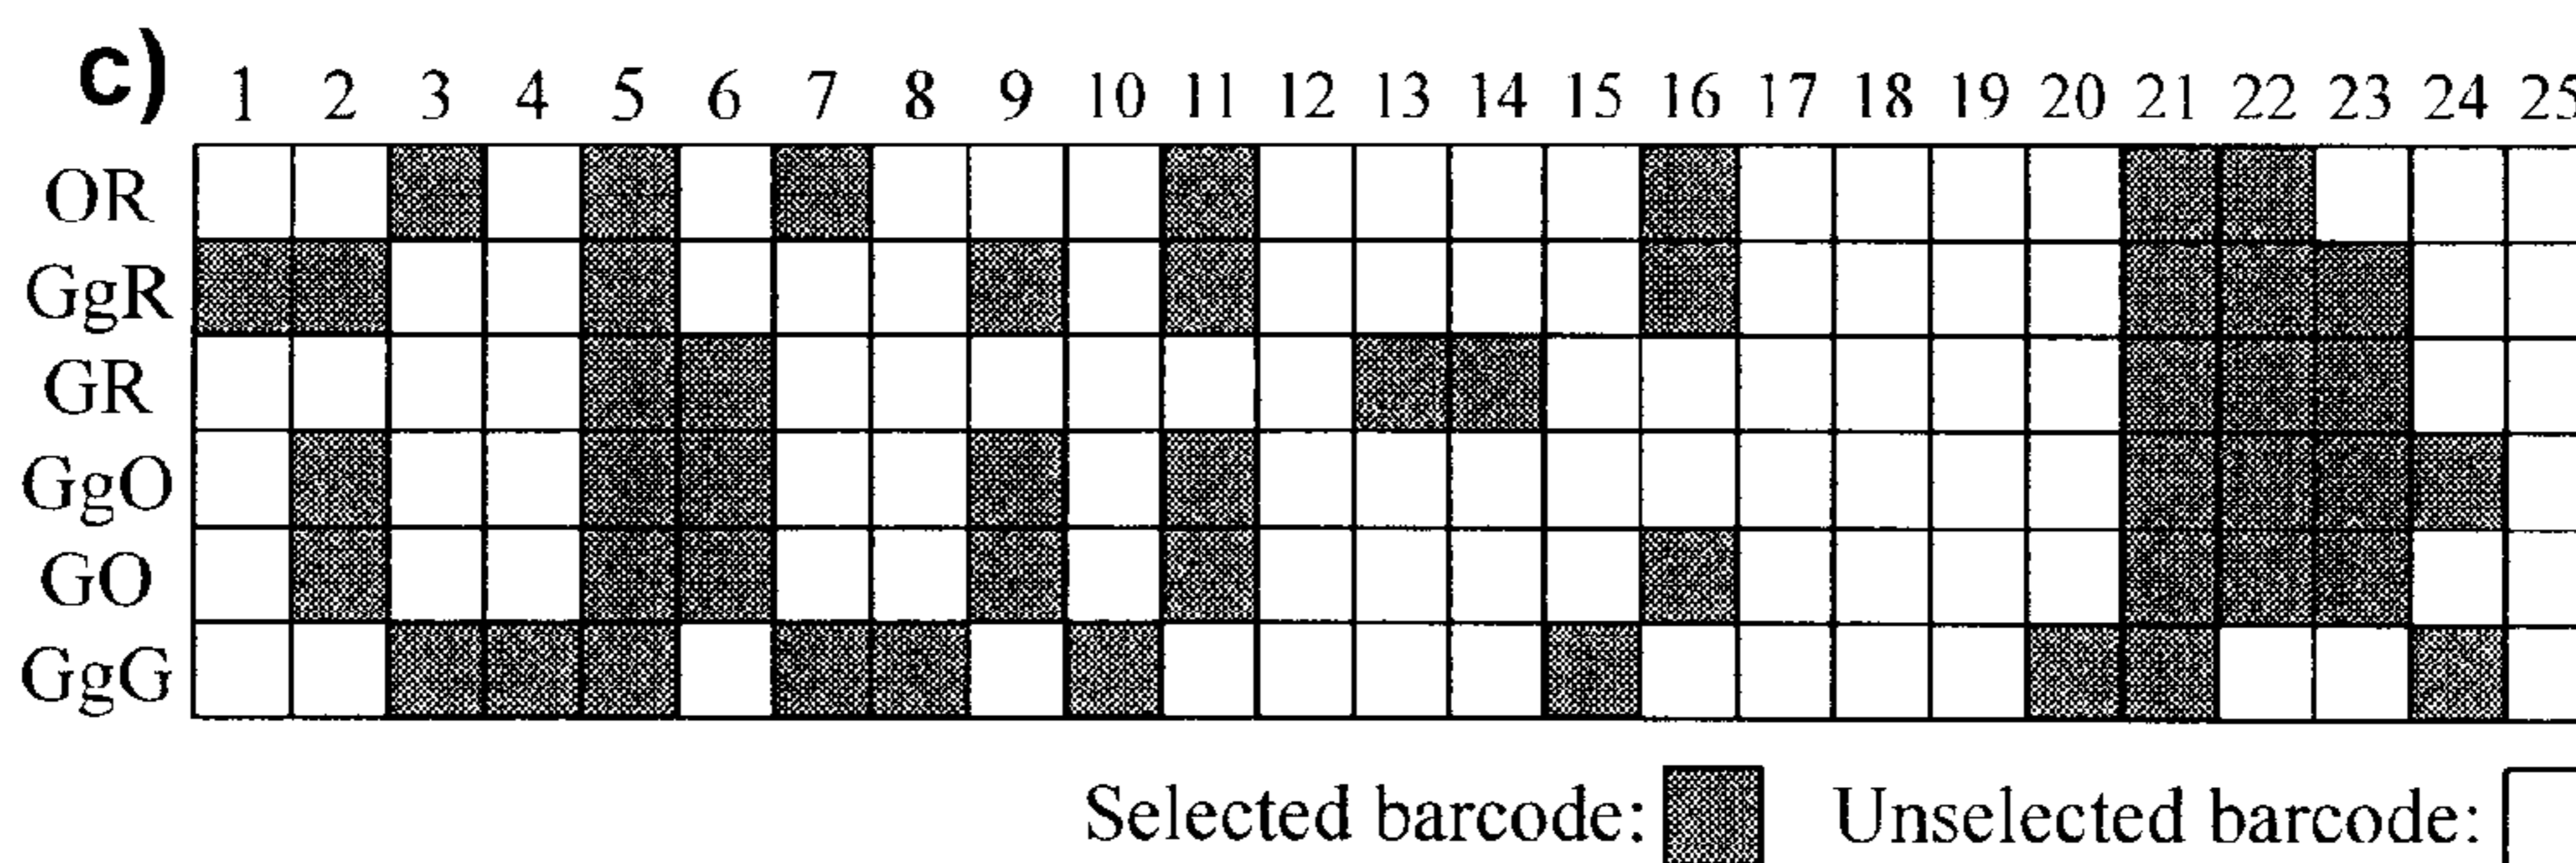 c)
1 2 3 4 5 6 7 8 9 10 11 12 13 14 15 16 17 18 19 20 21 22 23 24 25
OR
GgR
GR
GgO
GO
GgG
Selected barcode: Unselected barcode: